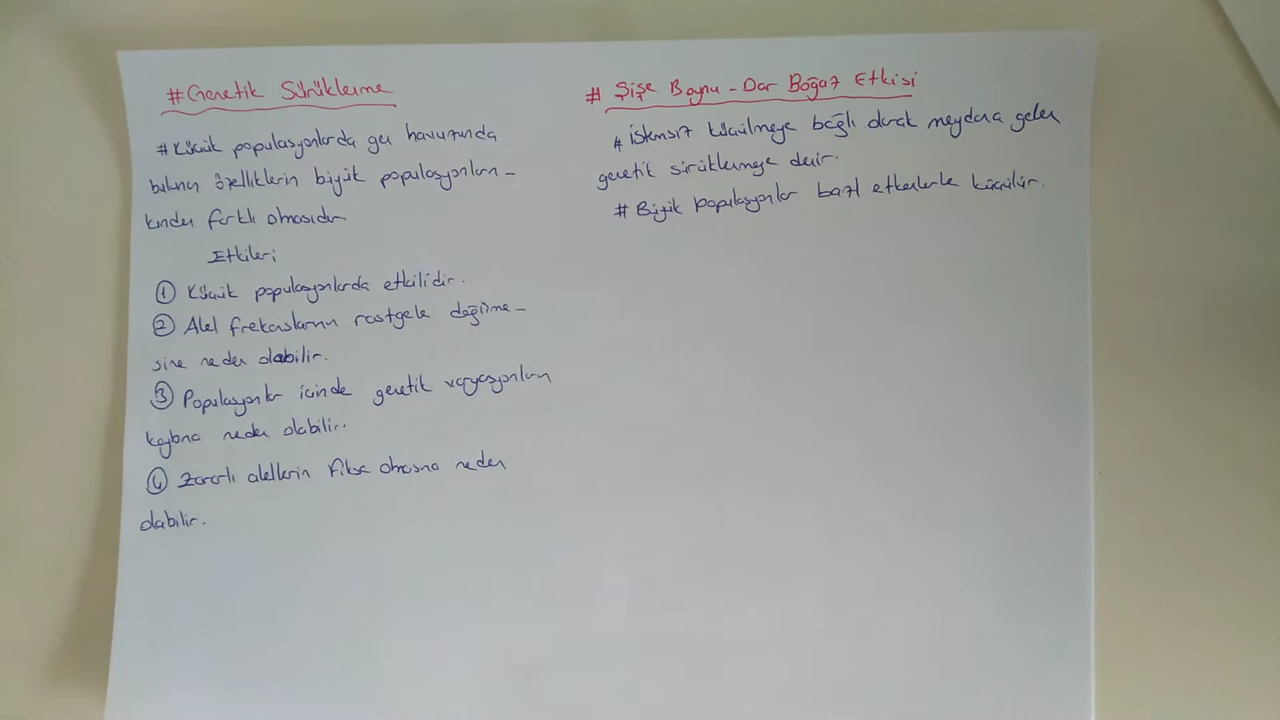 #Genetik Sürüklenme
#Küçük populasyonlarda gen havuzunda
bulunan özelliklerin büyük populasyonların-
kinden farklı olmasıdır
Etkileri
① Küçük populasyonlarda etkilidir.
② Alel frekanslarının rastgele değişme-
sine neden olabilir.
③ Populasyonlar içinde genetik varyasyonların
kaybına neden olabilir.
④ Zararlı alellerin fikse olmasına neden
olabilir.
# Şişe Boynu - Dar Boğaz Etkisi
# İstemsiz küçülmeye bağlı olarak meydana gelen
genetik sürüklenmeye denir.
# Büyük populasyonlar bazı etkenlerle küçülür.